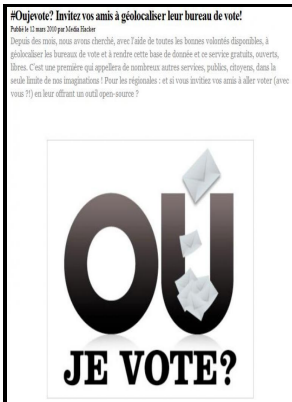 #Oujevote? Invitez vos amis à géolocaliser leur bureau de vote!
Publié le 12 mars 2010 par Media Hacker
Depuis des mois, nous avons cherché, avec l'aide de toutes les bonnes volontés disponibles, à
géolocaliser les bureaux de vote et à rendre cette base de donnée et ce service gratuits, ouverts,
libres. C'est une première qui appellera de nombreux autres services, publics, citoyens, dans la
seule limite de nos imaginations ! Pour les régionales : et si vous invitiez vos amis à aller voter (avec
vous ?!) en leur offrant un outil open-source ?
OÙ
JE VOTE?